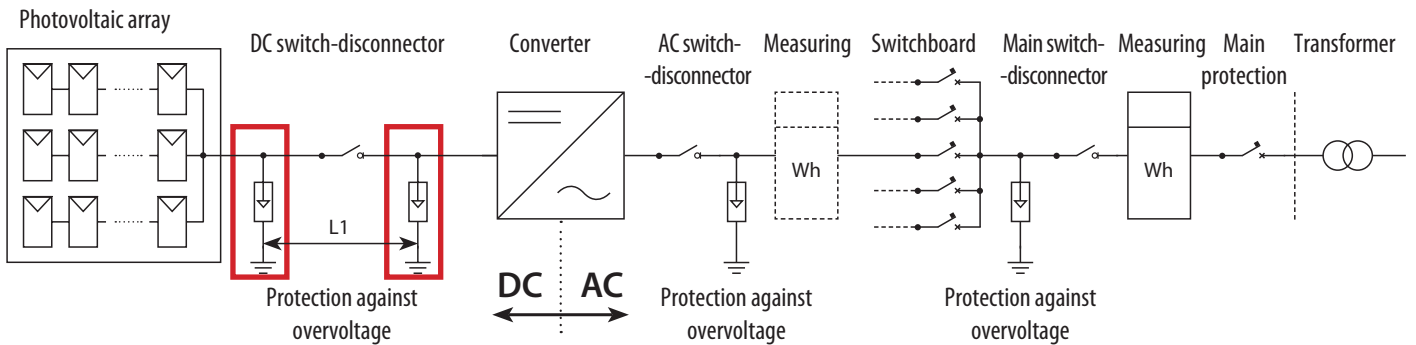 Photovoltaic array
DC switch-disconnector
Converter
AC switch-
-disconnector
Measuring
Switchboard
Main switch-
-disconnector
Measuring
Main
protection
Transformer
Wh
Wh
L1
DC
AC
Protection against
overvoltage
Protection against
overvoltage
Protection against
overvoltage